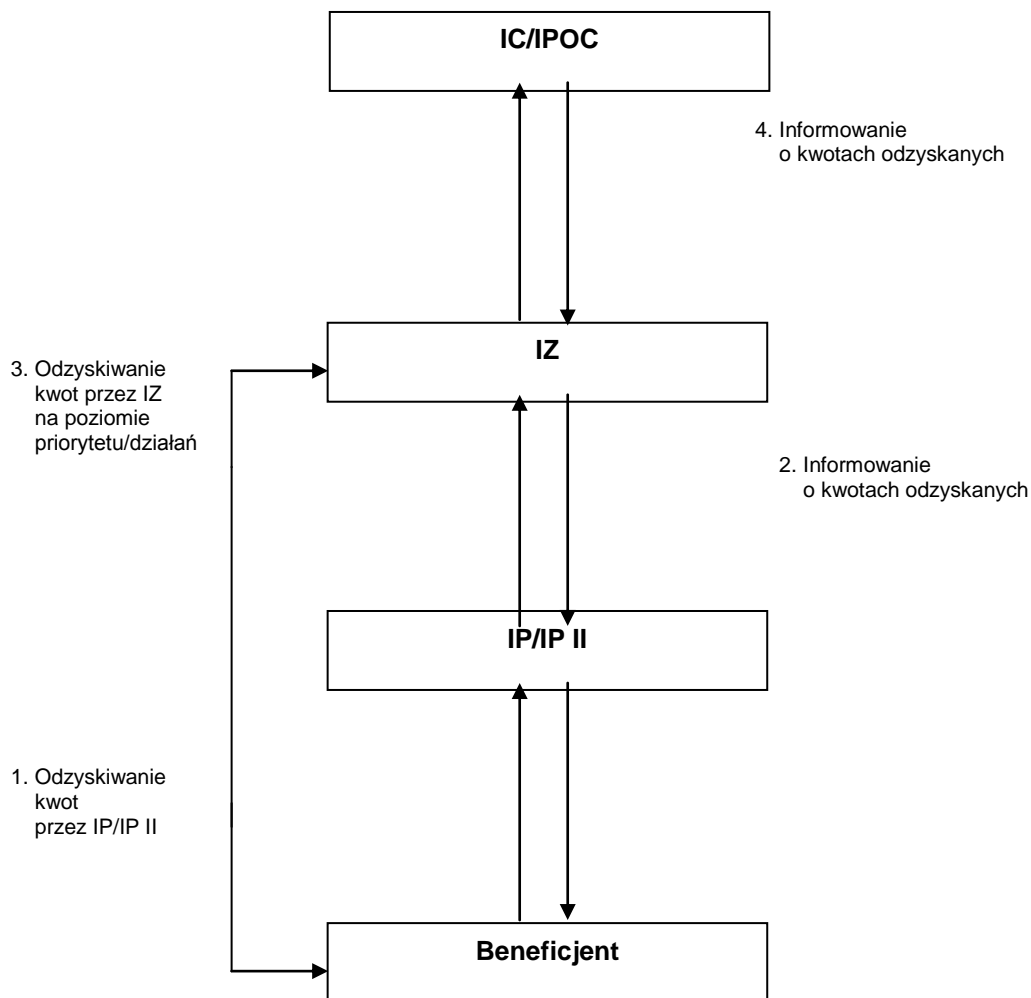 IC/IPOC
4. Informowanie
o kwotach odzyskanych
IZ
3. Odzyskiwanie
kwot przez IZ
na poziomie
priorytetu/działań
2. Informowanie
o kwotach odzyskanych
IP/IP II
1. Odzyskiwanie
kwot
przez IP/IP II
Beneficjent